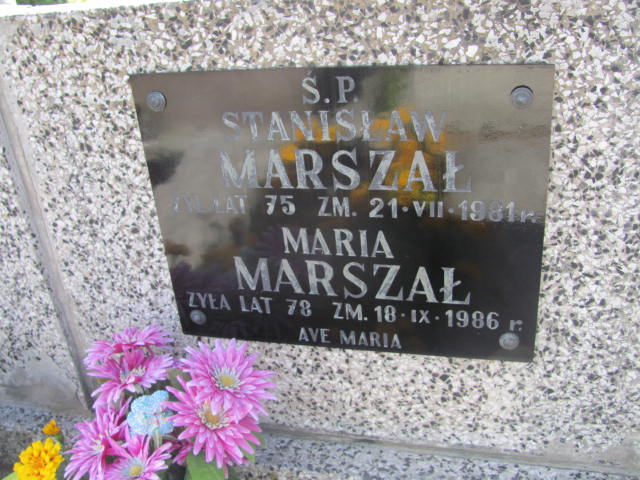 Ś.P.
STANISŁAW
MARSZAŁ
ŻYŁ LAT 75 ZM. 21·VII·1981 r.
MARIA
MARSZAŁ
ŻYŁA LAT 78 ZM. 18·IX·1986 r.
AVE MARIA